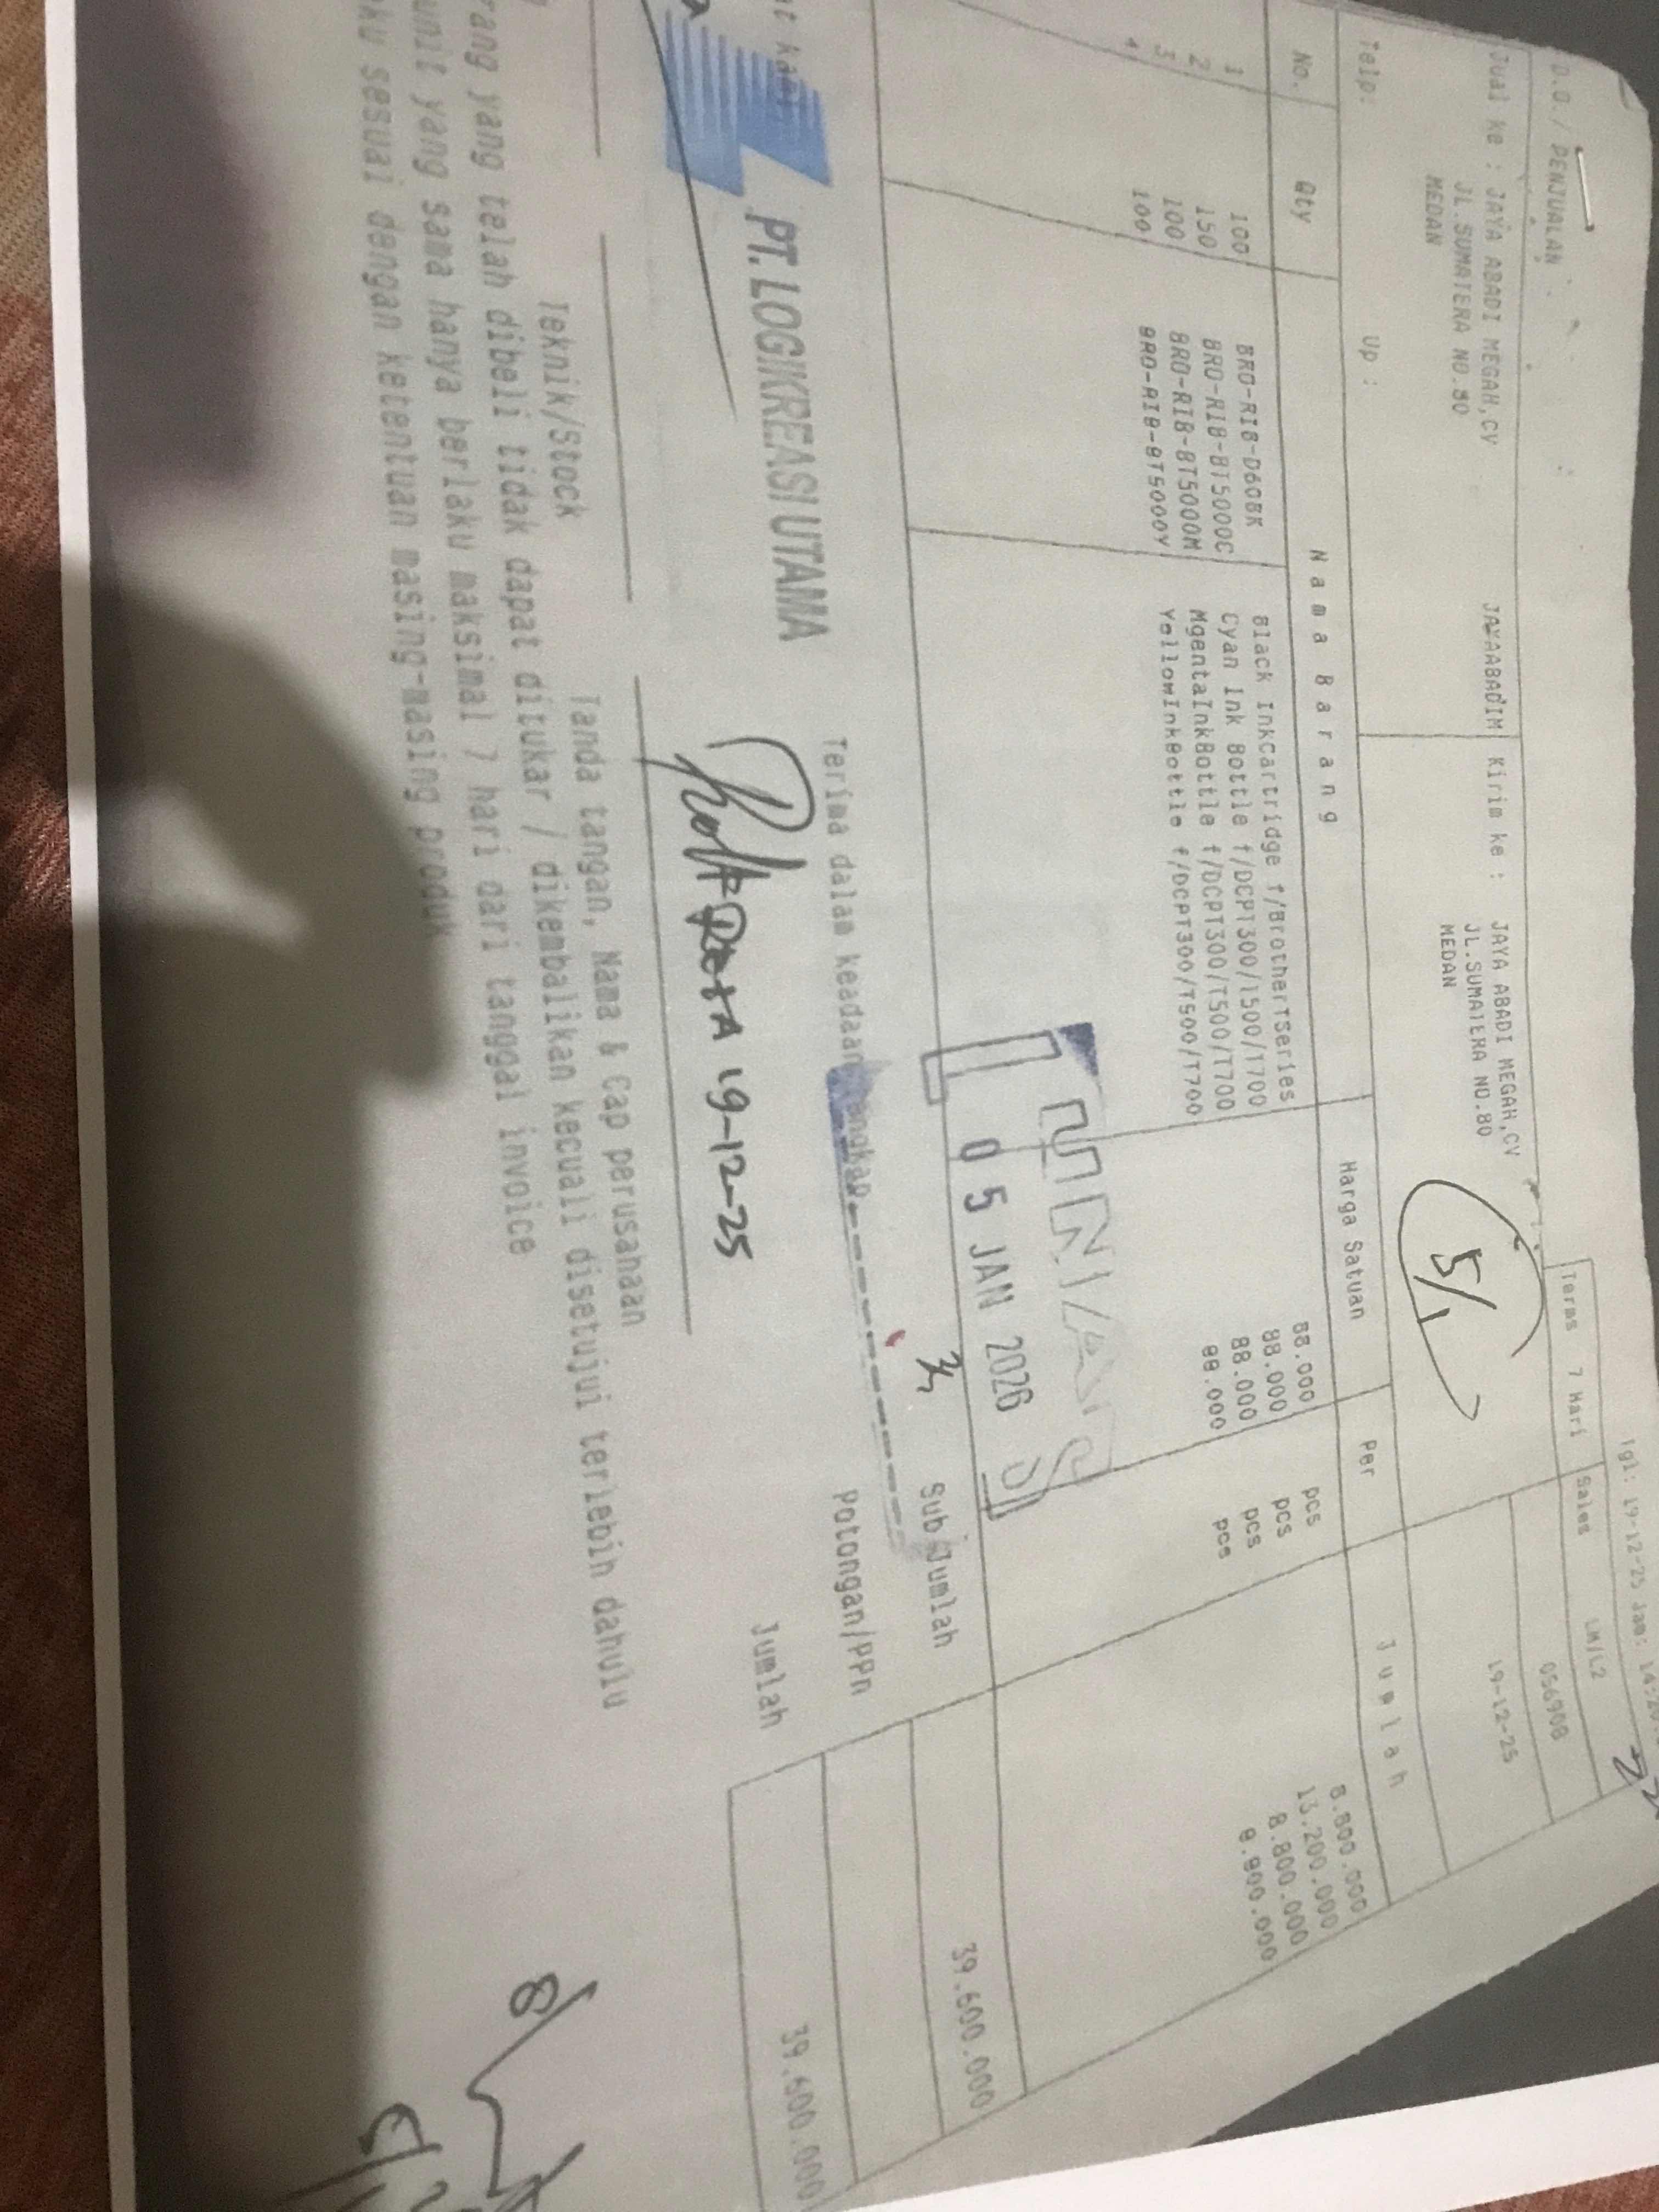 Tgl: 19-12-25 Jam:
D.O./ PENJUALAN
Terms 7 Hari Sales LM/L2
056908
Jual ke : JAYA ABADI MEGAH,CV JAYAABADIM Kirim ke : JAYA ABADI MEGAH,CV
JL.SUMATERA NO.80 JL.SUMATERA NO.80
MEDAN MEDAN
5/1
19-12-25
Telp: Up :
No. Qty Nama Barang Harga Satuan Per Jumlah
1 100 BRO-RIB-D60BK Black InkCartridge f/BrotherTSeries 88.000 pcs 8.800.000
2 150 BRO-RIB-BT5000C Cyan Ink Bottle f/DCPT300/T500/T700 88.000 pcs 13.200.000
3 100 BRO-RIB-BT5000M MgentaInkBottle f/DCPT300/T500/T700 88.000 pcs 8.800.000
4 100 BRO-RIB-BT5000Y YellowInkBottle f/DCPT300/T500/T700 88.000 pcs 8.800.000
05 JAN 2026
Sub Jumlah 39.600.000
Potongan/PPn
Jumlah 39.600.000
Terima dalam keadaan
PT. LOGIKREASI UTAMA
19-12-25
Teknik/Stock Tanda tangan, Nama & Cap perusahaan
yang telah dibeli tidak dapat ditukar / dikembalikan kecuali disetujui terlebih dahulu
yang sama hanya berlaku maksimal 7 hari dari tanggal invoice
sesuai dengan ketentuan masing-masing produk